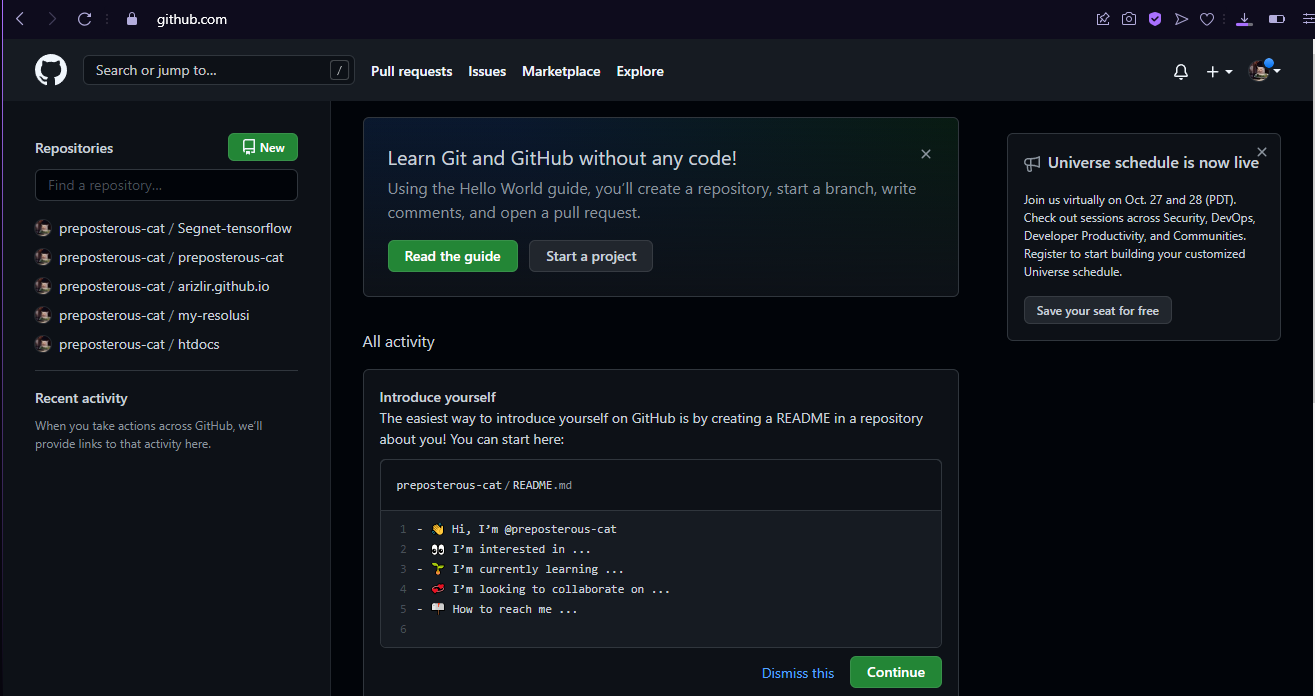 github.com
Search or jump to... /
Pull requests Issues Marketplace Explore
Repositories
New
Find a repository...
preposterous-cat / Segnet-tensorflow
preposterous-cat / preposterous-cat
preposterous-cat / arizlir.github.io
preposterous-cat / my-resolusi
preposterous-cat / htdocs
Recent activity
When you take actions across GitHub, we’ll
provide links to that activity here.
Learn Git and GitHub without any code!
Using the Hello World guide, you’ll create a repository, start a branch, write
comments, and open a pull request.
Read the guide
Start a project
All activity
Introduce yourself
The easiest way to introduce yourself on GitHub is by creating a README in a repository
about you! You can start here:
preposterous-cat/README.md
1 - 👋 Hi, I’m @preposterous-cat
2 - 👀 I’m interested in ...
3 - 🌱 I’m currently learning ...
4 - 💞️ I’m looking to collaborate on ...
5 - 📫 How to reach me ...
6
Dismiss this
Continue
Universe schedule is now live
Join us virtually on Oct. 27 and 28 (PDT).
Check out sessions across Security, DevOps,
Developer Productivity, and Communities.
Register to start building your customized
Universe schedule.
Save your seat for free